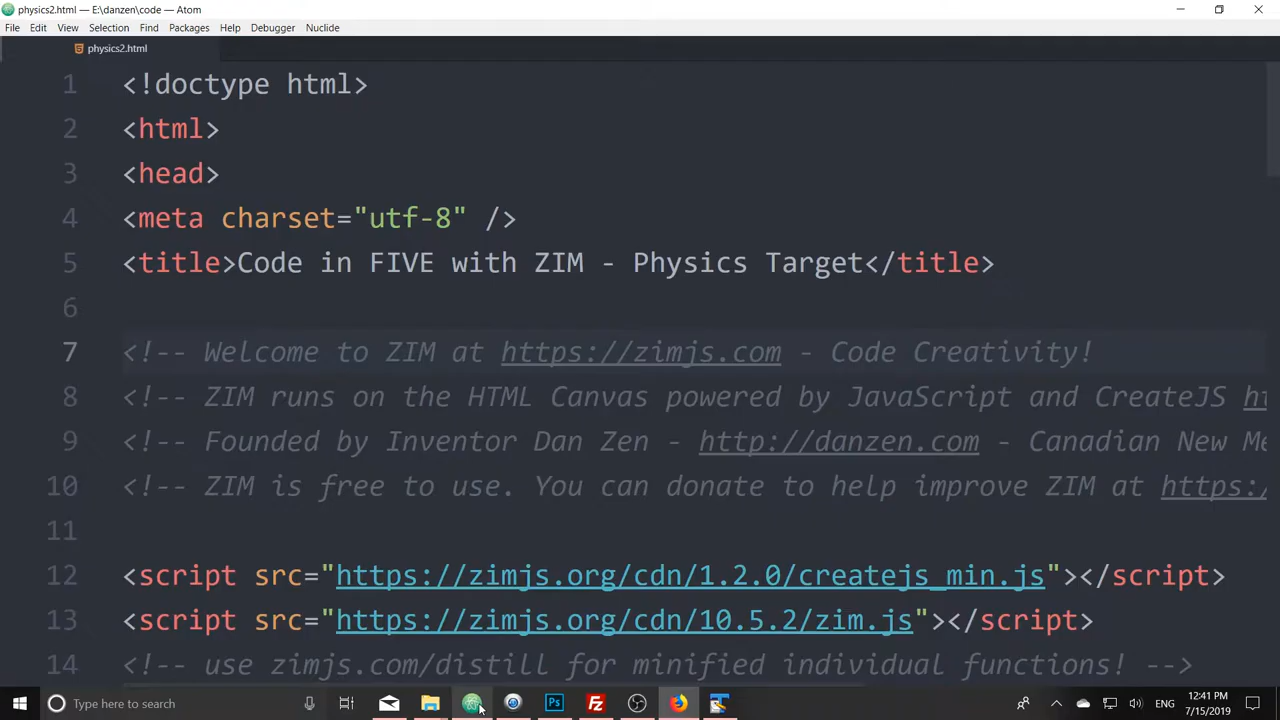 physics2.html — E:\danzen\code — Atom
File Edit View Selection Find Packages Help Debugger Nuclide
physics2.html
1 <!doctype html>
2 <html>
3 <head>
4 <meta charset="utf-8" />
5 <title>Code in FIVE with ZIM - Physics Target</title>
6
7 <!-- Welcome to ZIM at https://zimjs.com - Code Creativity!
8 <!-- ZIM runs on the HTML Canvas powered by JavaScript and CreateJS ht
9 <!-- Founded by Inventor Dan Zen - http://danzen.com - Canadian New Me
10 <!-- ZIM is free to use. You can donate to help improve ZIM at https:/
11
12 <script src="https://zimjs.org/cdn/1.2.0/createjs_min.js"></script>
13 <script src="https://zimjs.org/cdn/10.5.2/zim.js"></script>
14 <!-- use zimjs.com/distill for minified individual functions! -->
Type here to search
Ps
Fz
ENG
12:41 PM
7/15/2019